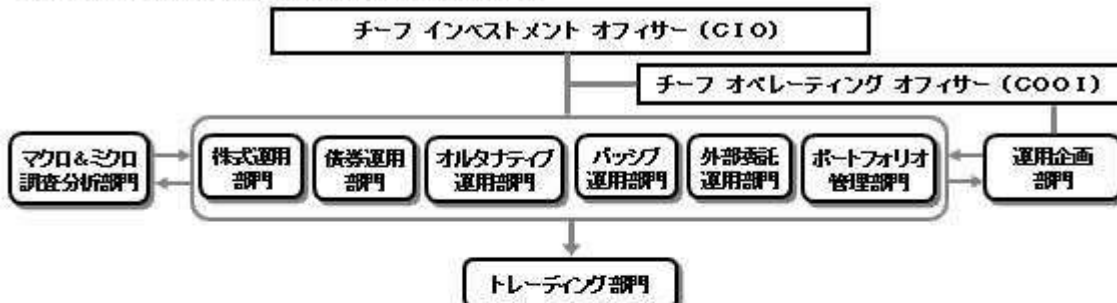 チーフ インベストメント オフィサー (CIO)
チーフ オペレーティング オフィサー (COOI)
マクロ&ミクロ
調査分析部門
株式運用
部門
債券運用
部門
オルタナティブ
運用部門
パッシブ
運用部門
外部委託
運用部門
ポートフォリオ
管理部門
運用企画
部門
トレーディング部門